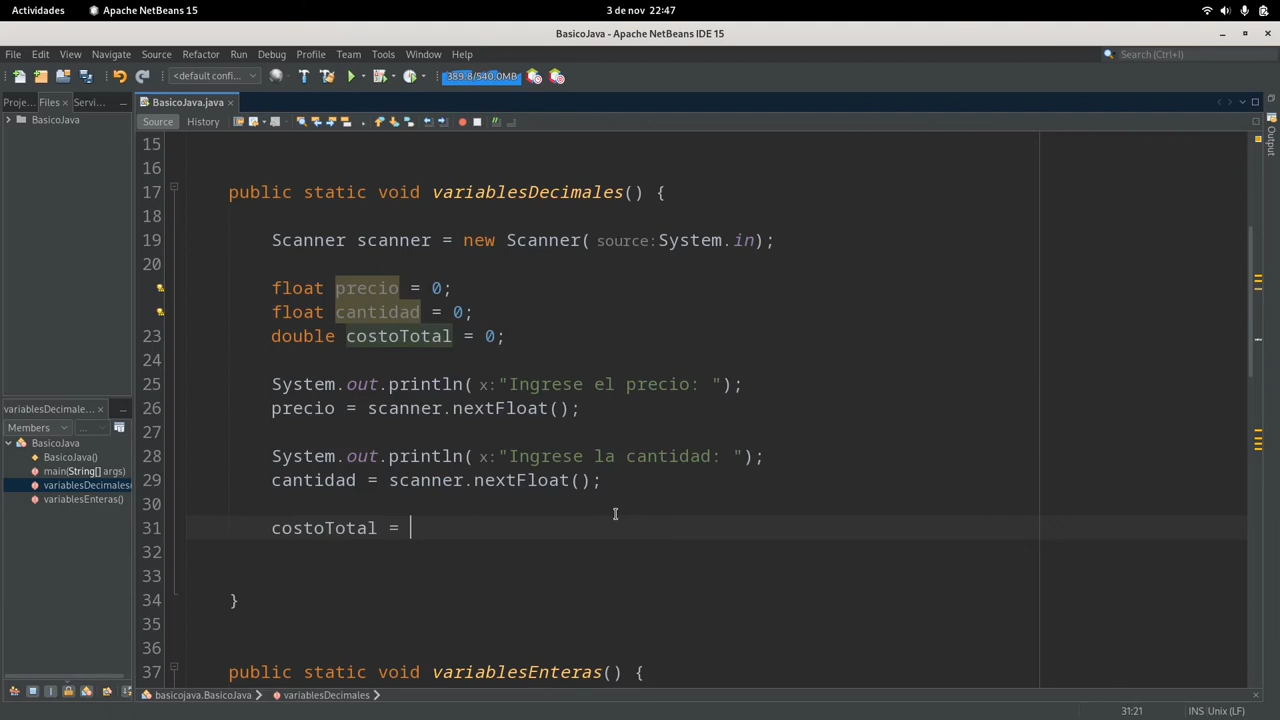 Actividades Apache NetBeans 15 3 de nov 22:47
BasicoJava - Apache NetBeans IDE 15
File Edit View Navigate Source Refactor Run Debug Profile Team Tools Window Help Search (Ctrl+I)
<default confi... 389.8/540.0MB
Proje... Files Servi... BasicoJava.java
BasicoJava Source History Output
15
16
17 public static void variablesDecimales() {
18
19 Scanner scanner = new Scanner( source: System.in);
20
float precio = 0;
float cantidad = 0;
23 double costoTotal = 0;
24
25 System.out.println( x: "Ingrese el precio: ");
26 precio = scanner.nextFloat();
27
28 System.out.println( x: "Ingrese la cantidad: ");
29 cantidad = scanner.nextFloat();
30
31 costoTotal =
32
33
34 }
35
36
37 public static void variablesEnteras() {
variablesDecimale...
Members ...
BasicoJava
BasicoJava()
main(String[] args)
variablesDecimales(
variablesEnteras()
basicojava.BasicoJava variablesDecimales
31:21 INS Unix (LF)